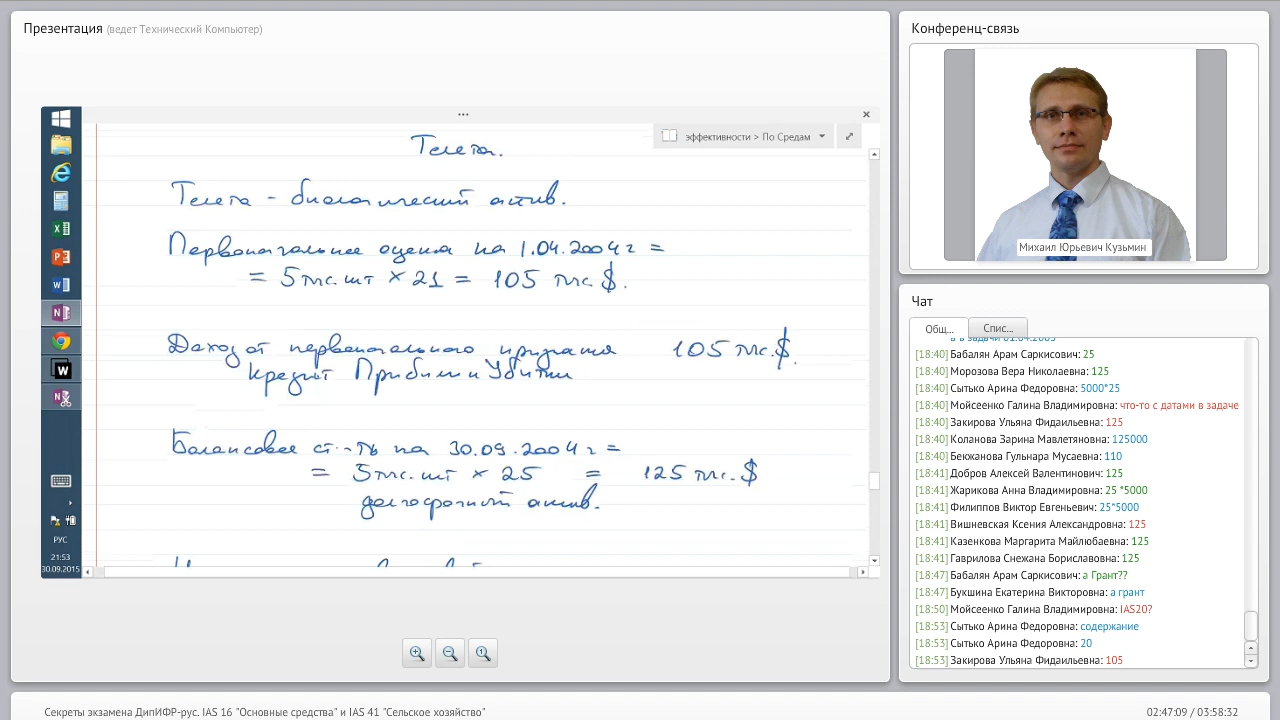 Презентация (ведет Технический Компьютер)
...
эффективности > По Средам
Телята.
Телята - биологический актив.
Первоначальная оценка на 1.04.2004г =
= 5 тыс.шт × 21 = 105 тыс $.
Доход от первоначального признания 105 тыс.$.
кредит Прибыли и Убытки
Балансовая ст-ть на 30.09.2004г =
= 5 тыс.шт × 25 = 125 тыс.$
долгосрочный актив.
РУС
21:53
30.09.2015
Конференц-связь
Михаил Юрьевич Кузьмин
Чат
Общ...
Спис...
а в задачи 01.04.2003
[18:40] Бабалян Арам Саркисович: 25
[18:40] Морозова Вера Николаевна: 125
[18:40] Сытько Арина Федоровна: 5000*25
[18:40] Мойсеенко Галина Владимировна: что-то с датами в задаче
[18:40] Закирова Ульяна Фидаильевна: 125
[18:40] Коланова Зарина Мавлетяновна: 125000
[18:40] Бекжанова Гульнара Мусаевна: 110
[18:41] Добров Алексей Валентинович: 125
[18:41] Жарикова Анна Владимировна: 25 *5000
[18:41] Филиппов Виктор Евгеньевич: 25*5000
[18:41] Вишневская Ксения Александровна: 125
[18:41] Казенкова Маргарита Майлюбаевна: 125
[18:41] Гаврилова Снежана Бориславовна: 125
[18:47] Бабалян Арам Саркисович: а Грант??
[18:47] Букшина Екатерина Викторовна: а грант
[18:50] Мойсеенко Галина Владимировна: IAS20?
[18:53] Сытько Арина Федоровна: содержание
[18:53] Сытько Арина Федоровна: 20
[18:53] Закирова Ульяна Фидаильевна: 105
Секреты экзамена ДипИФР-рус. IAS 16 "Основные средства" и IAS 41 "Сельское хозяйство"
02:47:09 / 03:58:32